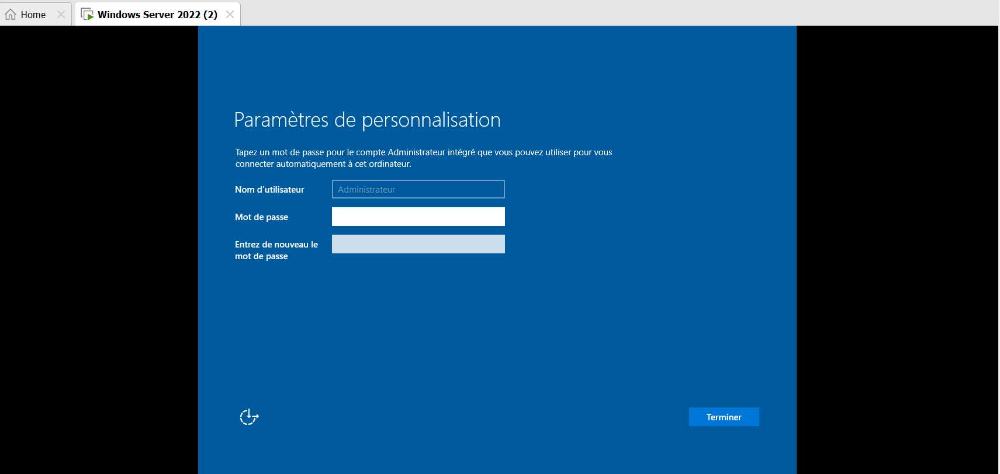 Home
Windows Server 2022 (2)
Paramètres de personnalisation
Tapez un mot de passe pour le compte Administrateur intégré que vous pouvez utiliser pour vous
connecter automatiquement à cet ordinateur.
Nom d'utilisateur
Administrateur
Mot de passe
Entrez de nouveau le
mot de passe
Terminer